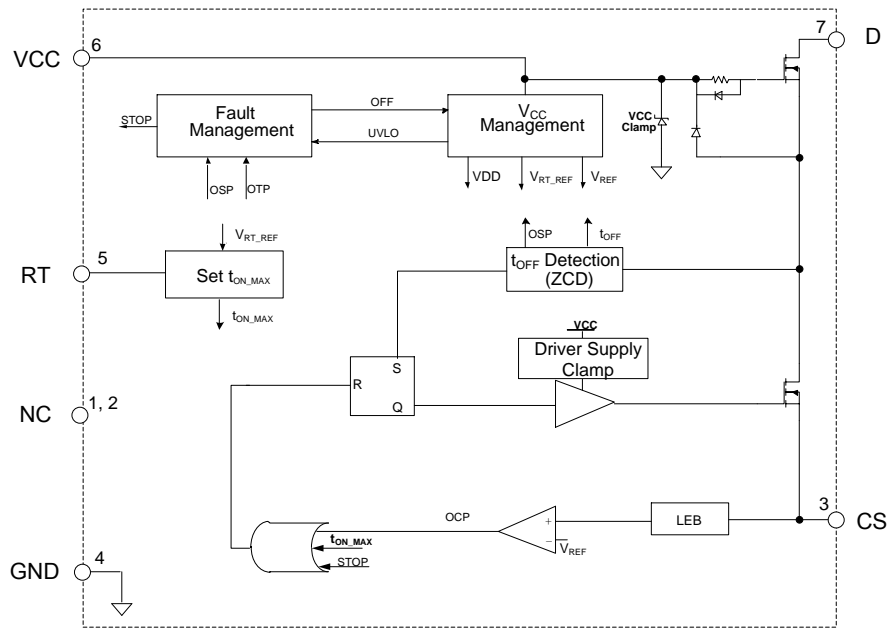 7
D
VCC
6
Fault
Management
OFF
UVLO
V_CC
Management
STOP
VCC
Clamp
OSP
OTP
VDD
V_RT_REF
V_REF
V_RT_REF
OSP
t_OFF
RT
5
Set t_ON_MAX
t_OFF Detection
(ZCD)
t_ON_MAX
VCC
Driver Supply
Clamp
S
R
Q
NC
1, 2
3
CS
OCP
+
−
LEB
V_REF
t_ON_MAX
STOP
GND
4